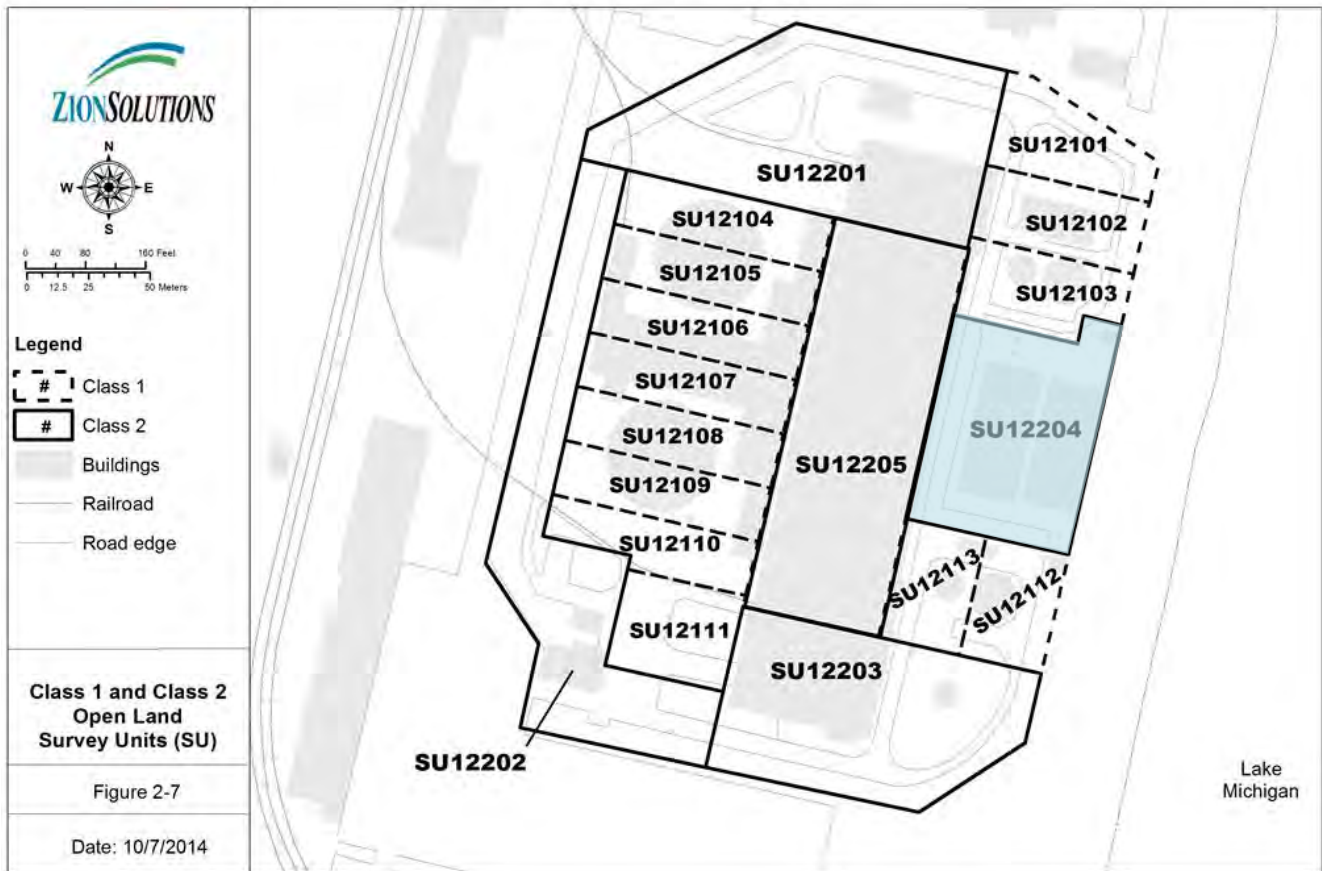 ZIONSOLUTIONS
N
W E
S
0 40 80 160 Feet
0 12.5 25 50 Meters
Legend
# Class 1
# Class 2
Buildings
Railroad
Road edge
Class 1 and Class 2
Open Land
Survey Units (SU)
Figure 2-7
Date: 10/7/2014
SU12101
SU12201
SU12102
SU12104
SU12105
SU12103
SU12106
SU12107
SU12204
SU12108
SU12205
SU12109
SU12110
SU12113
SU12112
SU12111
SU12203
SU12202
Lake
Michigan